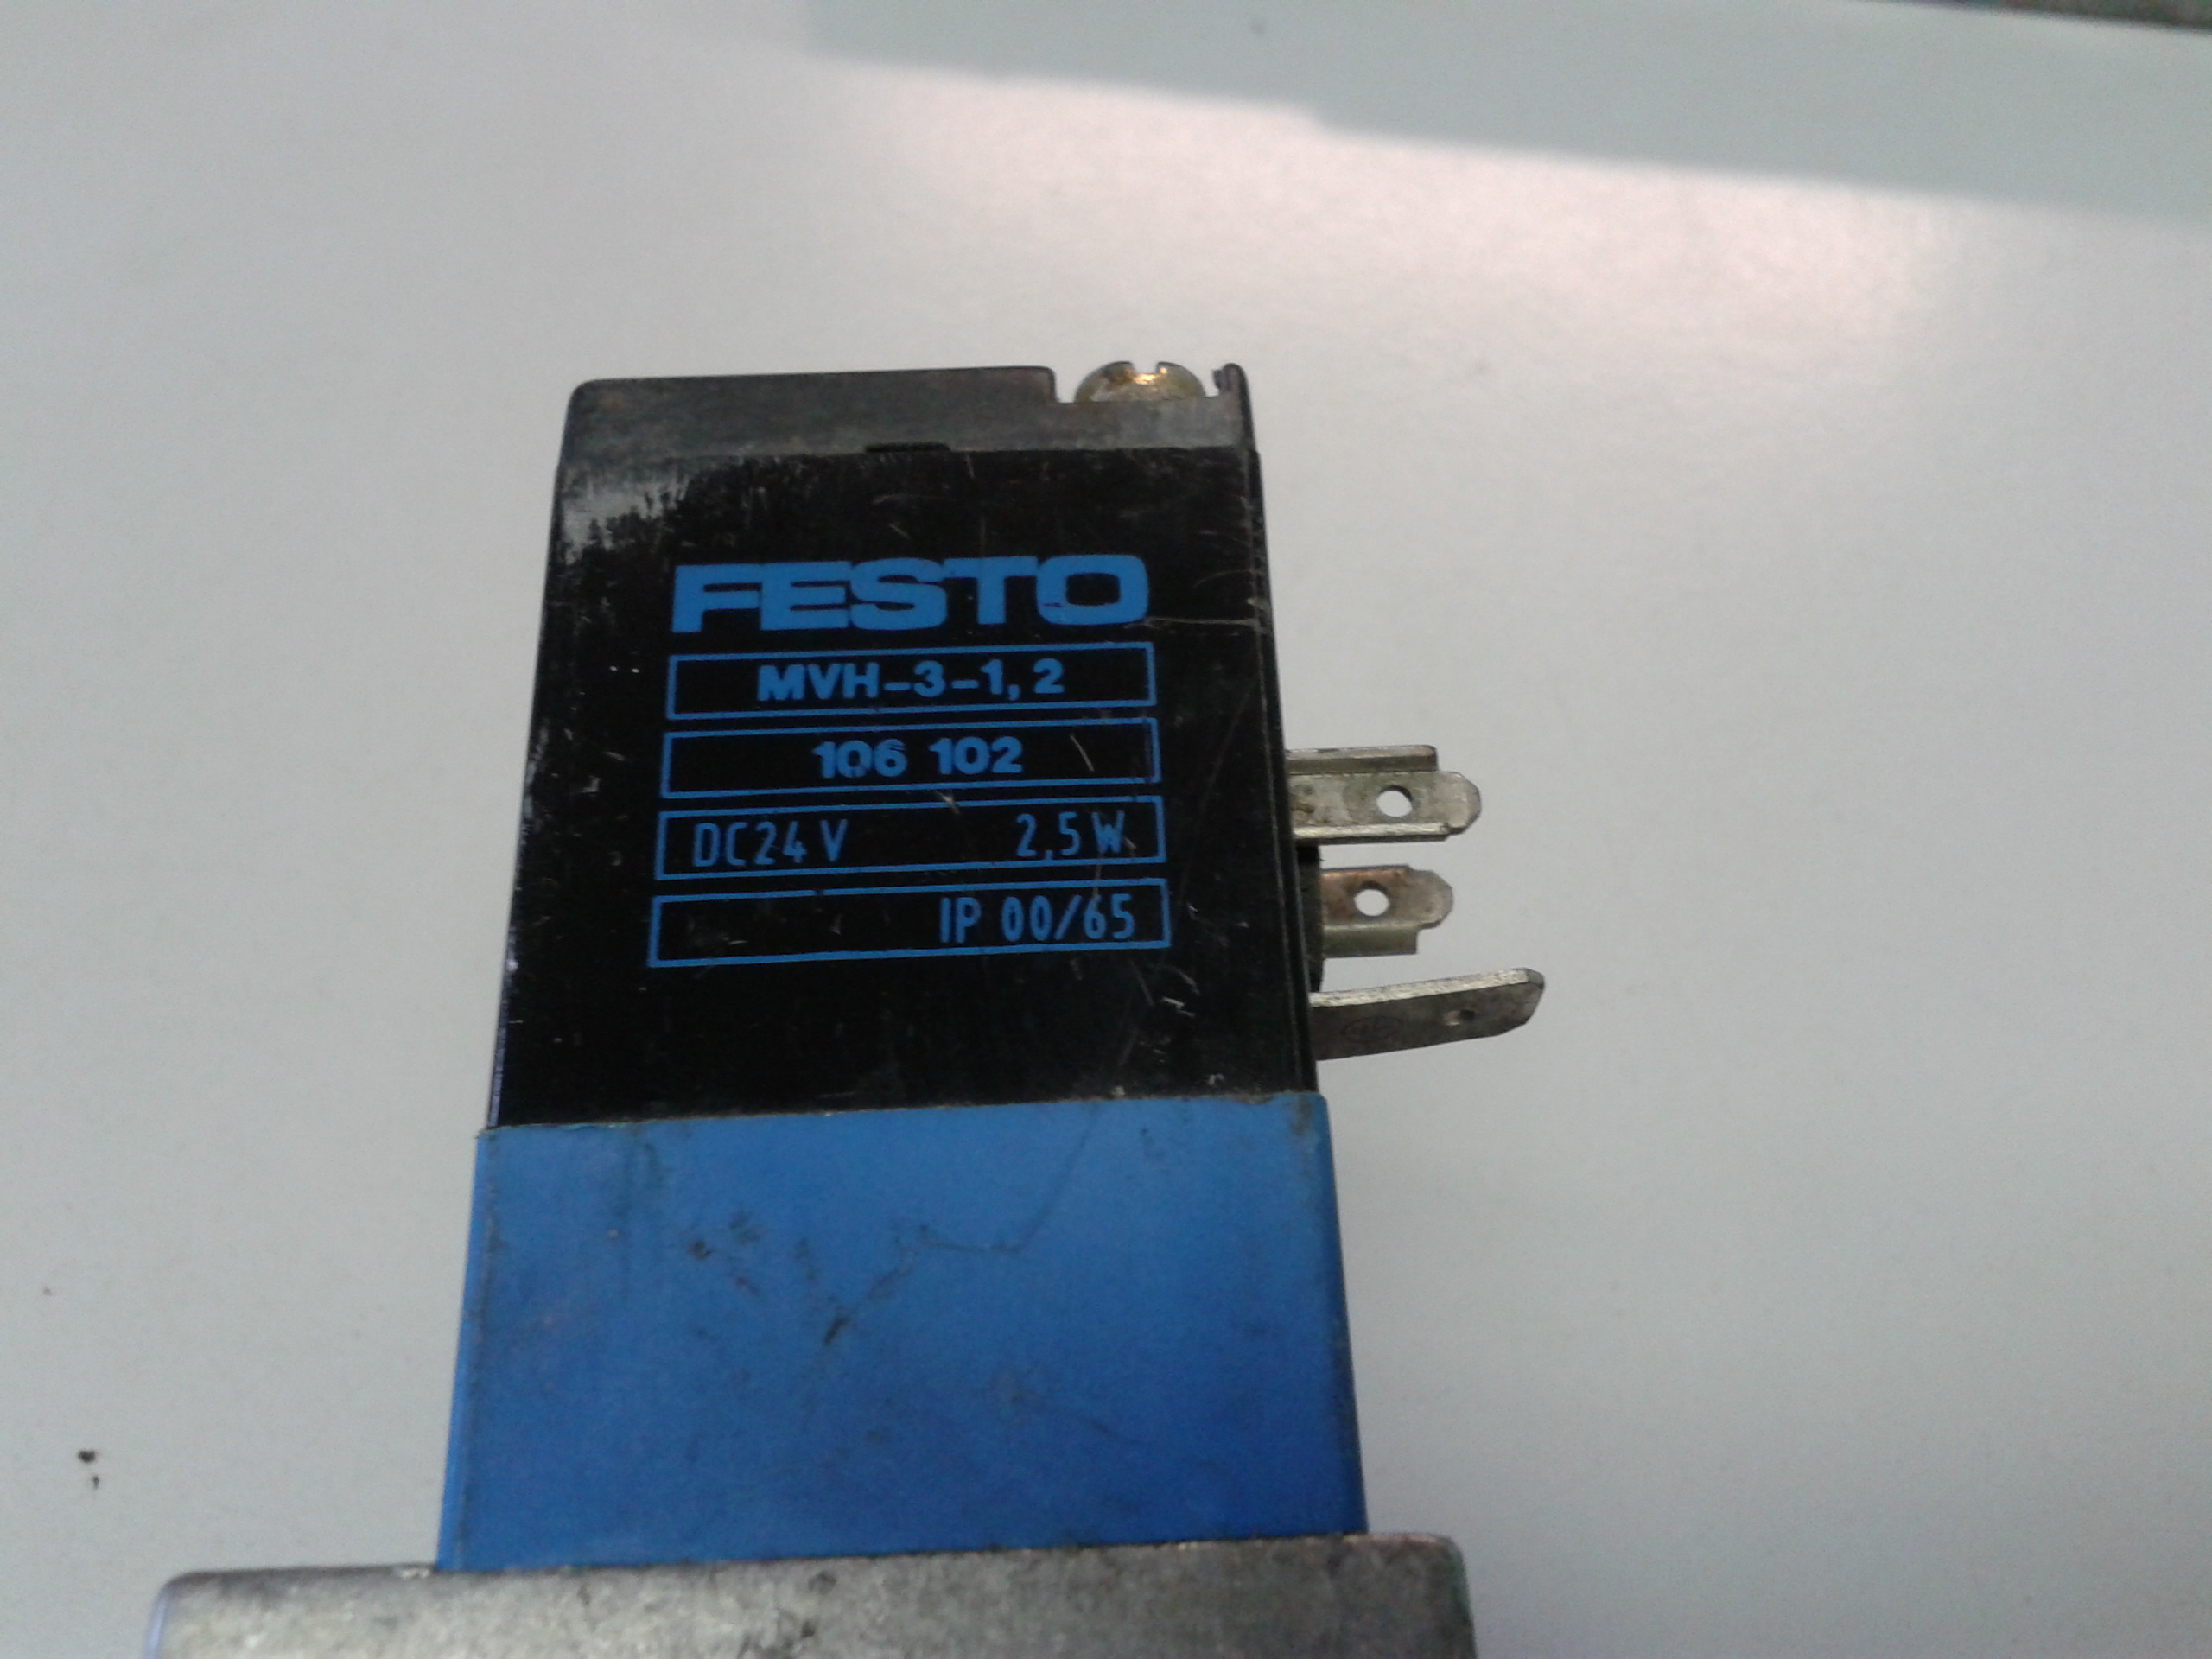 FESTO
MVH-3-1,2
106 102
DC24V 2,5W
IP 00/65